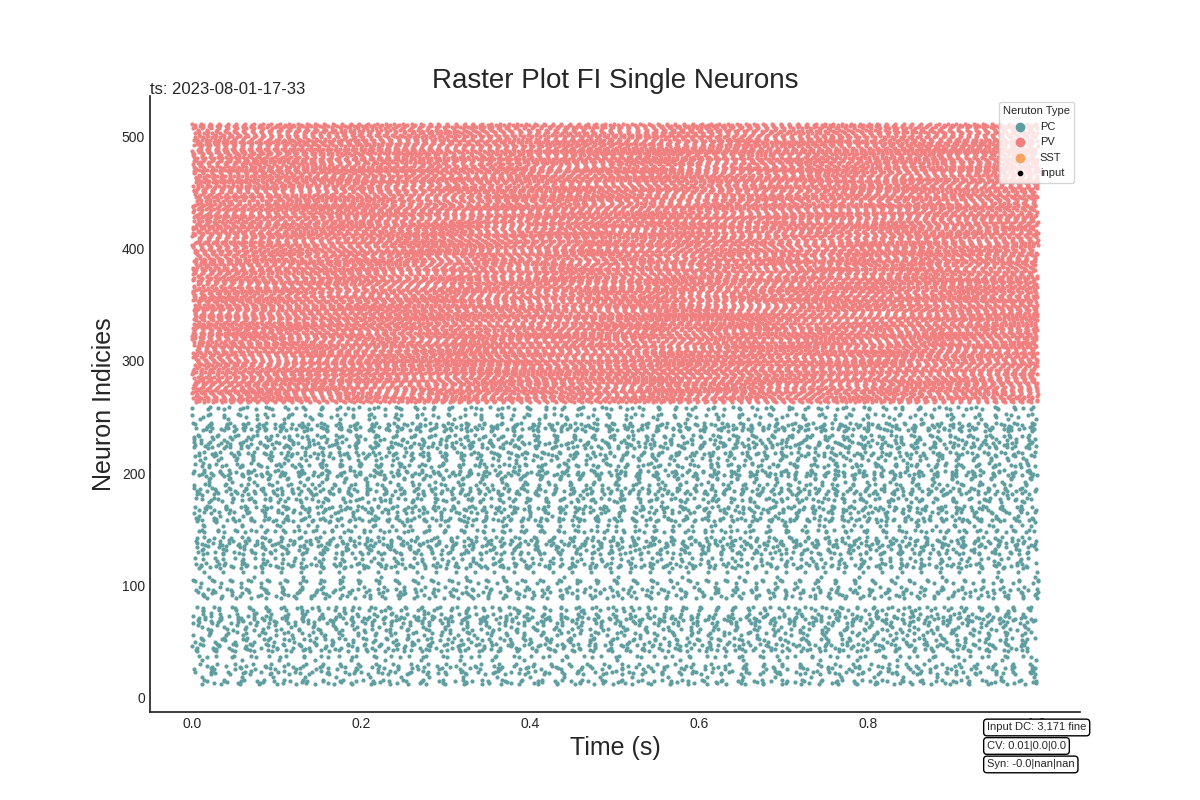 Raster Plot FI Single Neurons
ts: 2023-08-01-17-33
Neruton Type
PC
PV
SST
input
500
400
300
200
100
0
Neuron Indicies
0.0
0.2
0.4
0.6
0.8
Time (s)
Input DC: 3,171 fine
CV: 0.01|0.0|0.0
Syn: -0.0|nan|nan